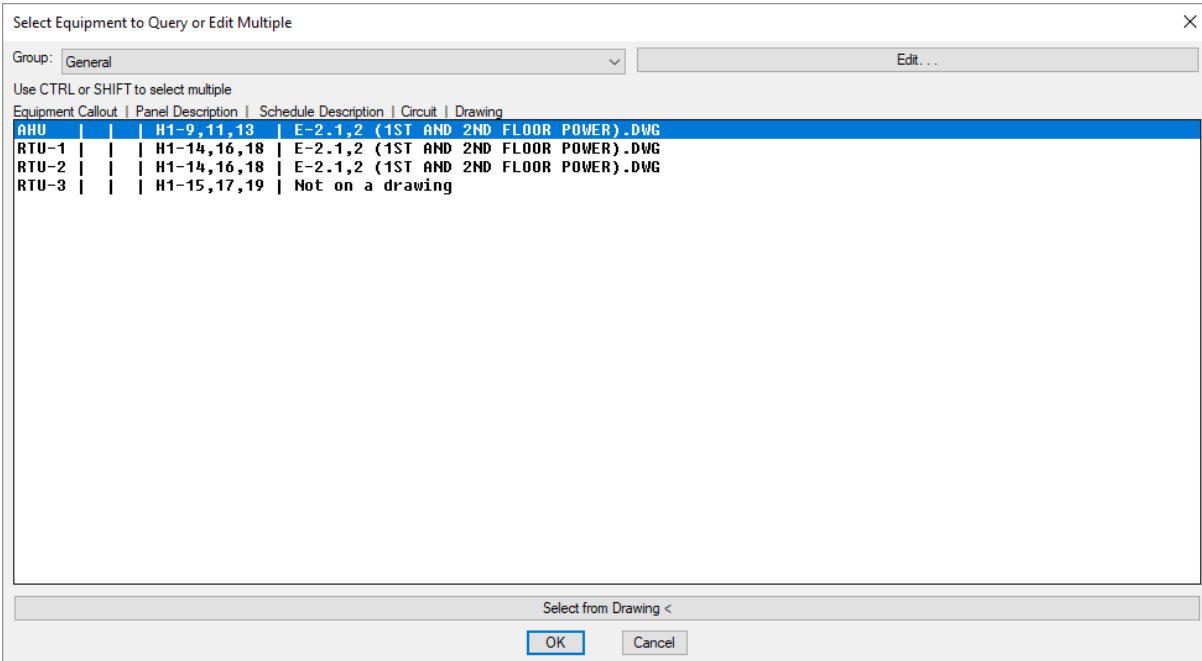 Select Equipment to Query or Edit Multiple
Group: General Edit. . .
Use CTRL or SHIFT to select multiple
Equipment Callout | Panel Description | Schedule Description | Circuit | Drawing
AHU | | | H1-9,11,13 | E-2.1,2 (1ST AND 2ND FLOOR POWER).DWG
RTU-1 | | | H1-14,16,18 | E-2.1,2 (1ST AND 2ND FLOOR POWER).DWG
RTU-2 | | | H1-14,16,18 | E-2.1,2 (1ST AND 2ND FLOOR POWER).DWG
RTU-3 | | | H1-15,17,19 | Not on a drawing
Select from Drawing <
OK Cancel